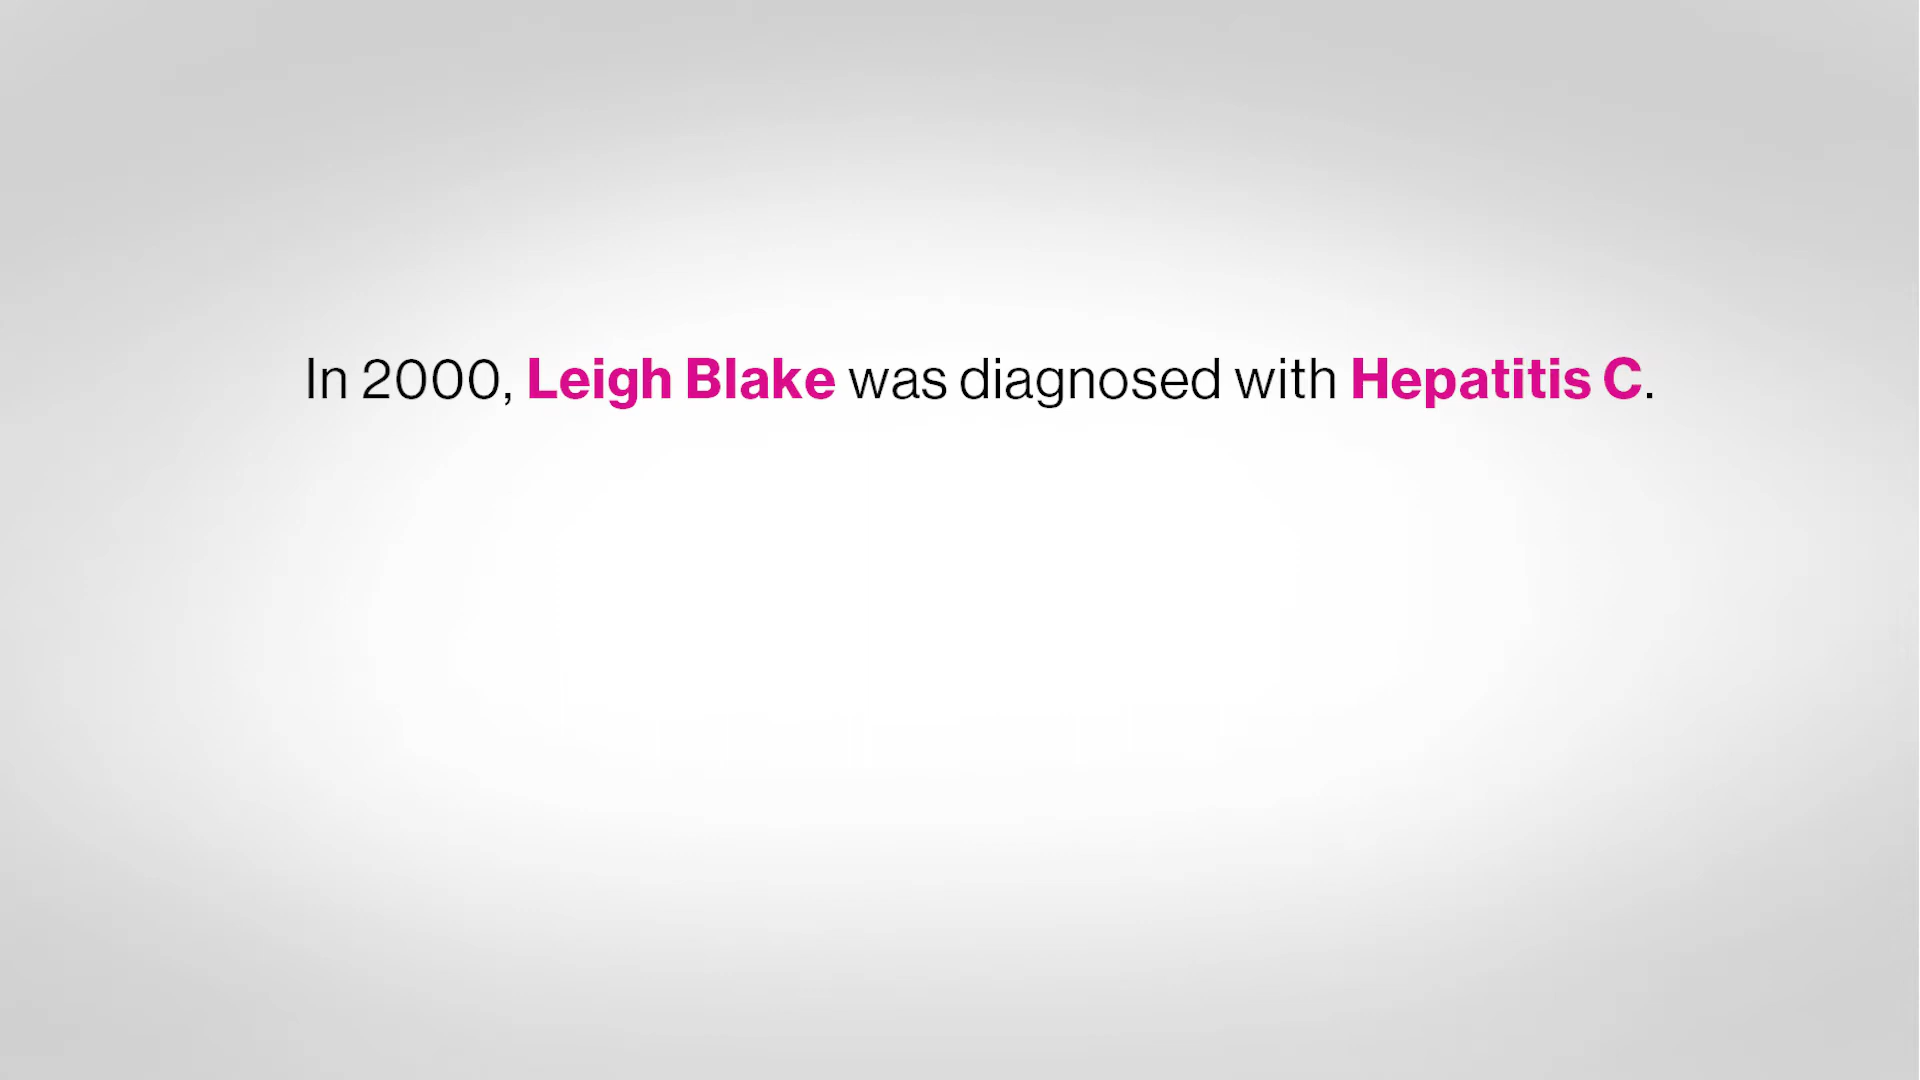 In 2000, Leigh Blake was diagnosed with Hepatitis C.